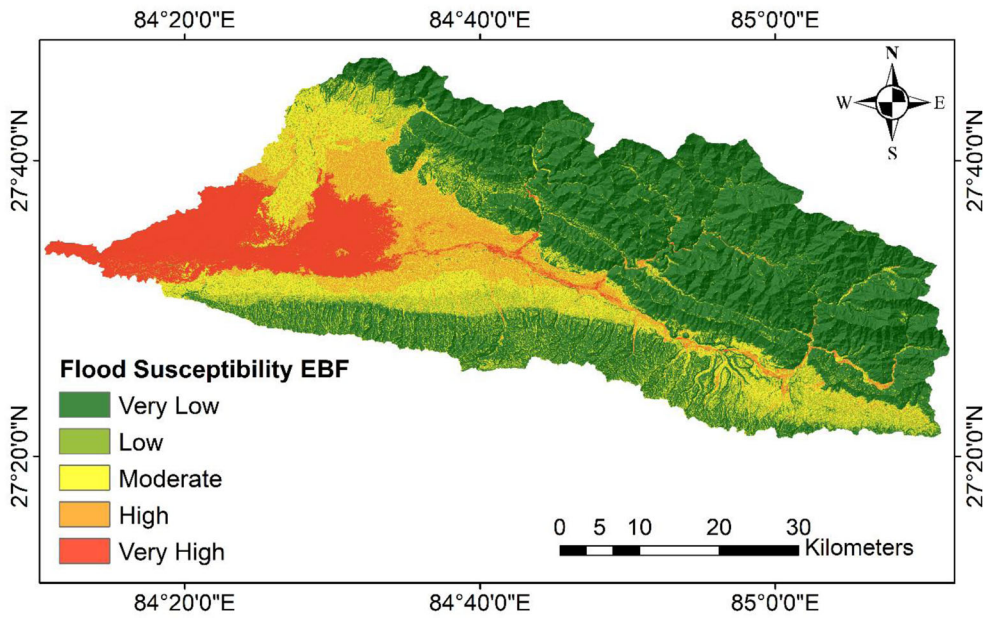 84°20'0"E 84°40'0"E 85°0'0"E
N
W E
S
27°40'0"N 27°40'0"N
Flood Susceptibility EBF
Very Low
Low
Moderate
High
Very High
27°20'0"N 27°20'0"N
0 5 10 20 30
Kilometers
84°20'0"E 84°40'0"E 85°0'0"E